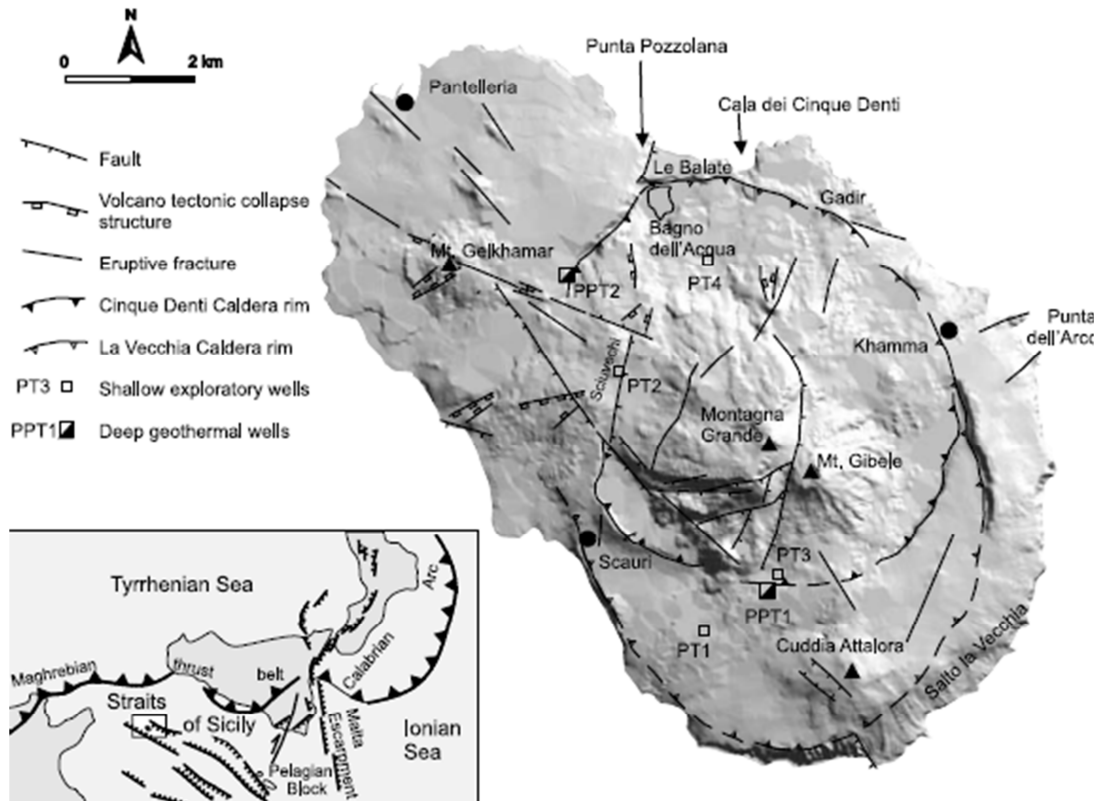 N
0 2 km
Fault
Volcano tectonic collapse
structure
Eruptive fracture
Cinque Denti Caldera rim
La Vecchia Caldera rim
PT3 Shallow exploratory wells
PPT1 Deep geothermal wells
Punta Pozzolana
Cala dei Cinque Denti
Pantelleria
Le Balate
Gadir
Mt. Gelkhamar
Bagno
dell'Acqua
PPT2
PT4
Khamma
Punta
dell'Arco
Sciuvechi
PT2
Montagna
Grande
Mt. Gibele
Scauri
PT3
PPT1
PT1
Cuddia Attalora
Salto la Vecchia
Tyrrhenian Sea
Calabrian
Arc
Maghrebian
thrust
belt
Straits
of Sicily
Malta
Escarpment
Ionian
Sea
Pelagian
Block